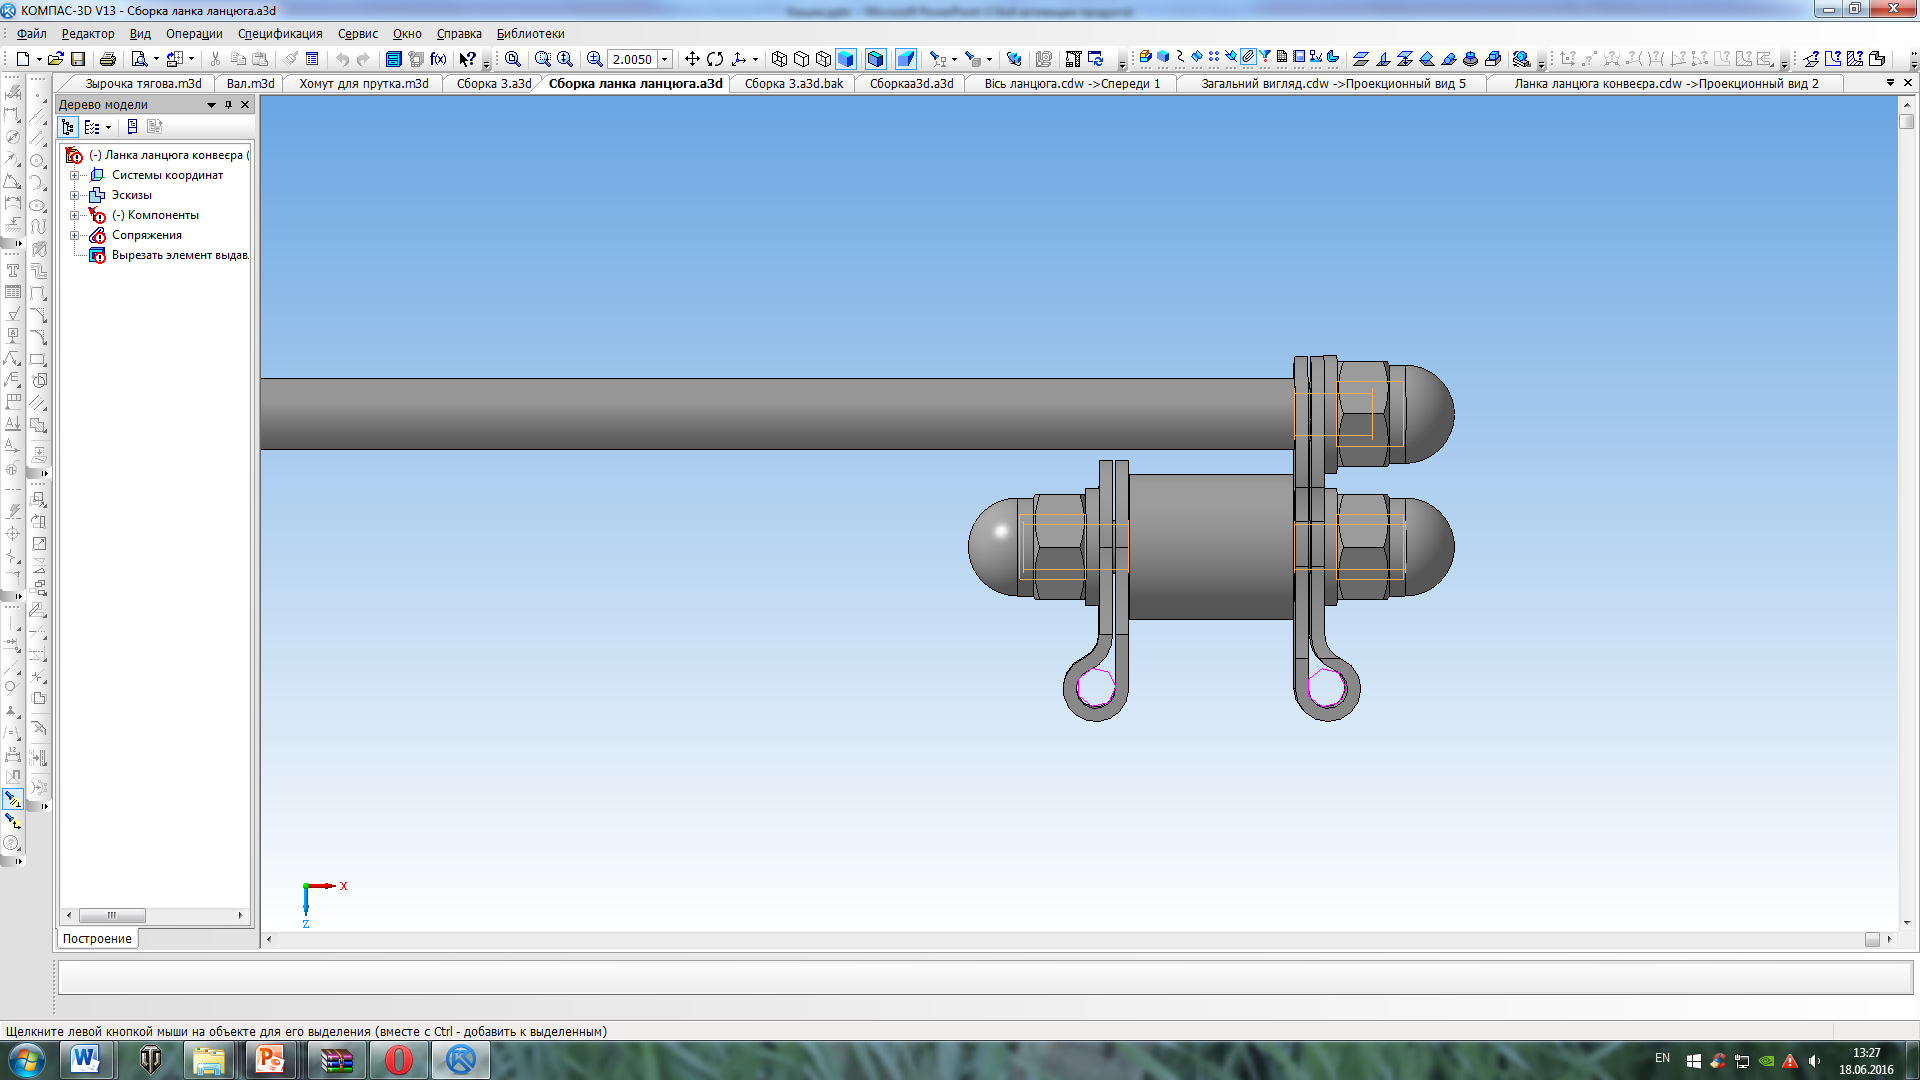 КОМПАС-3D V13 - Сборка ланка ланцюга.a3d
Файл Редактор Вид Операции Спецификация Сервис Окно Справка Библиотеки
2.0050
f(x)
Зырочка тягова.m3d Вал.m3d Хомут для прутка.m3d Сборка 3.a3d Сборка ланка ланцюга.a3d Сборка 3.a3d.bak Сборкаа3d.a3d Вісь ланцюга.cdw ->Спереди 1 Загальний вигляд.cdw ->Проекционный вид 5 Ланка ланцюга конвеєра.cdw ->Проекционный вид 2
Дерево модели
(-) Ланка ланцюга конвеєра (
Системы координат
Эскизы
(-) Компоненты
Сопряжения
Вырезать элемент выдав.
X
Z
Построение
Щелкните левой кнопкой мыши на объекте для его выделения (вместе с Ctrl - добавить к выделенным)
EN
13:27
18.06.2016